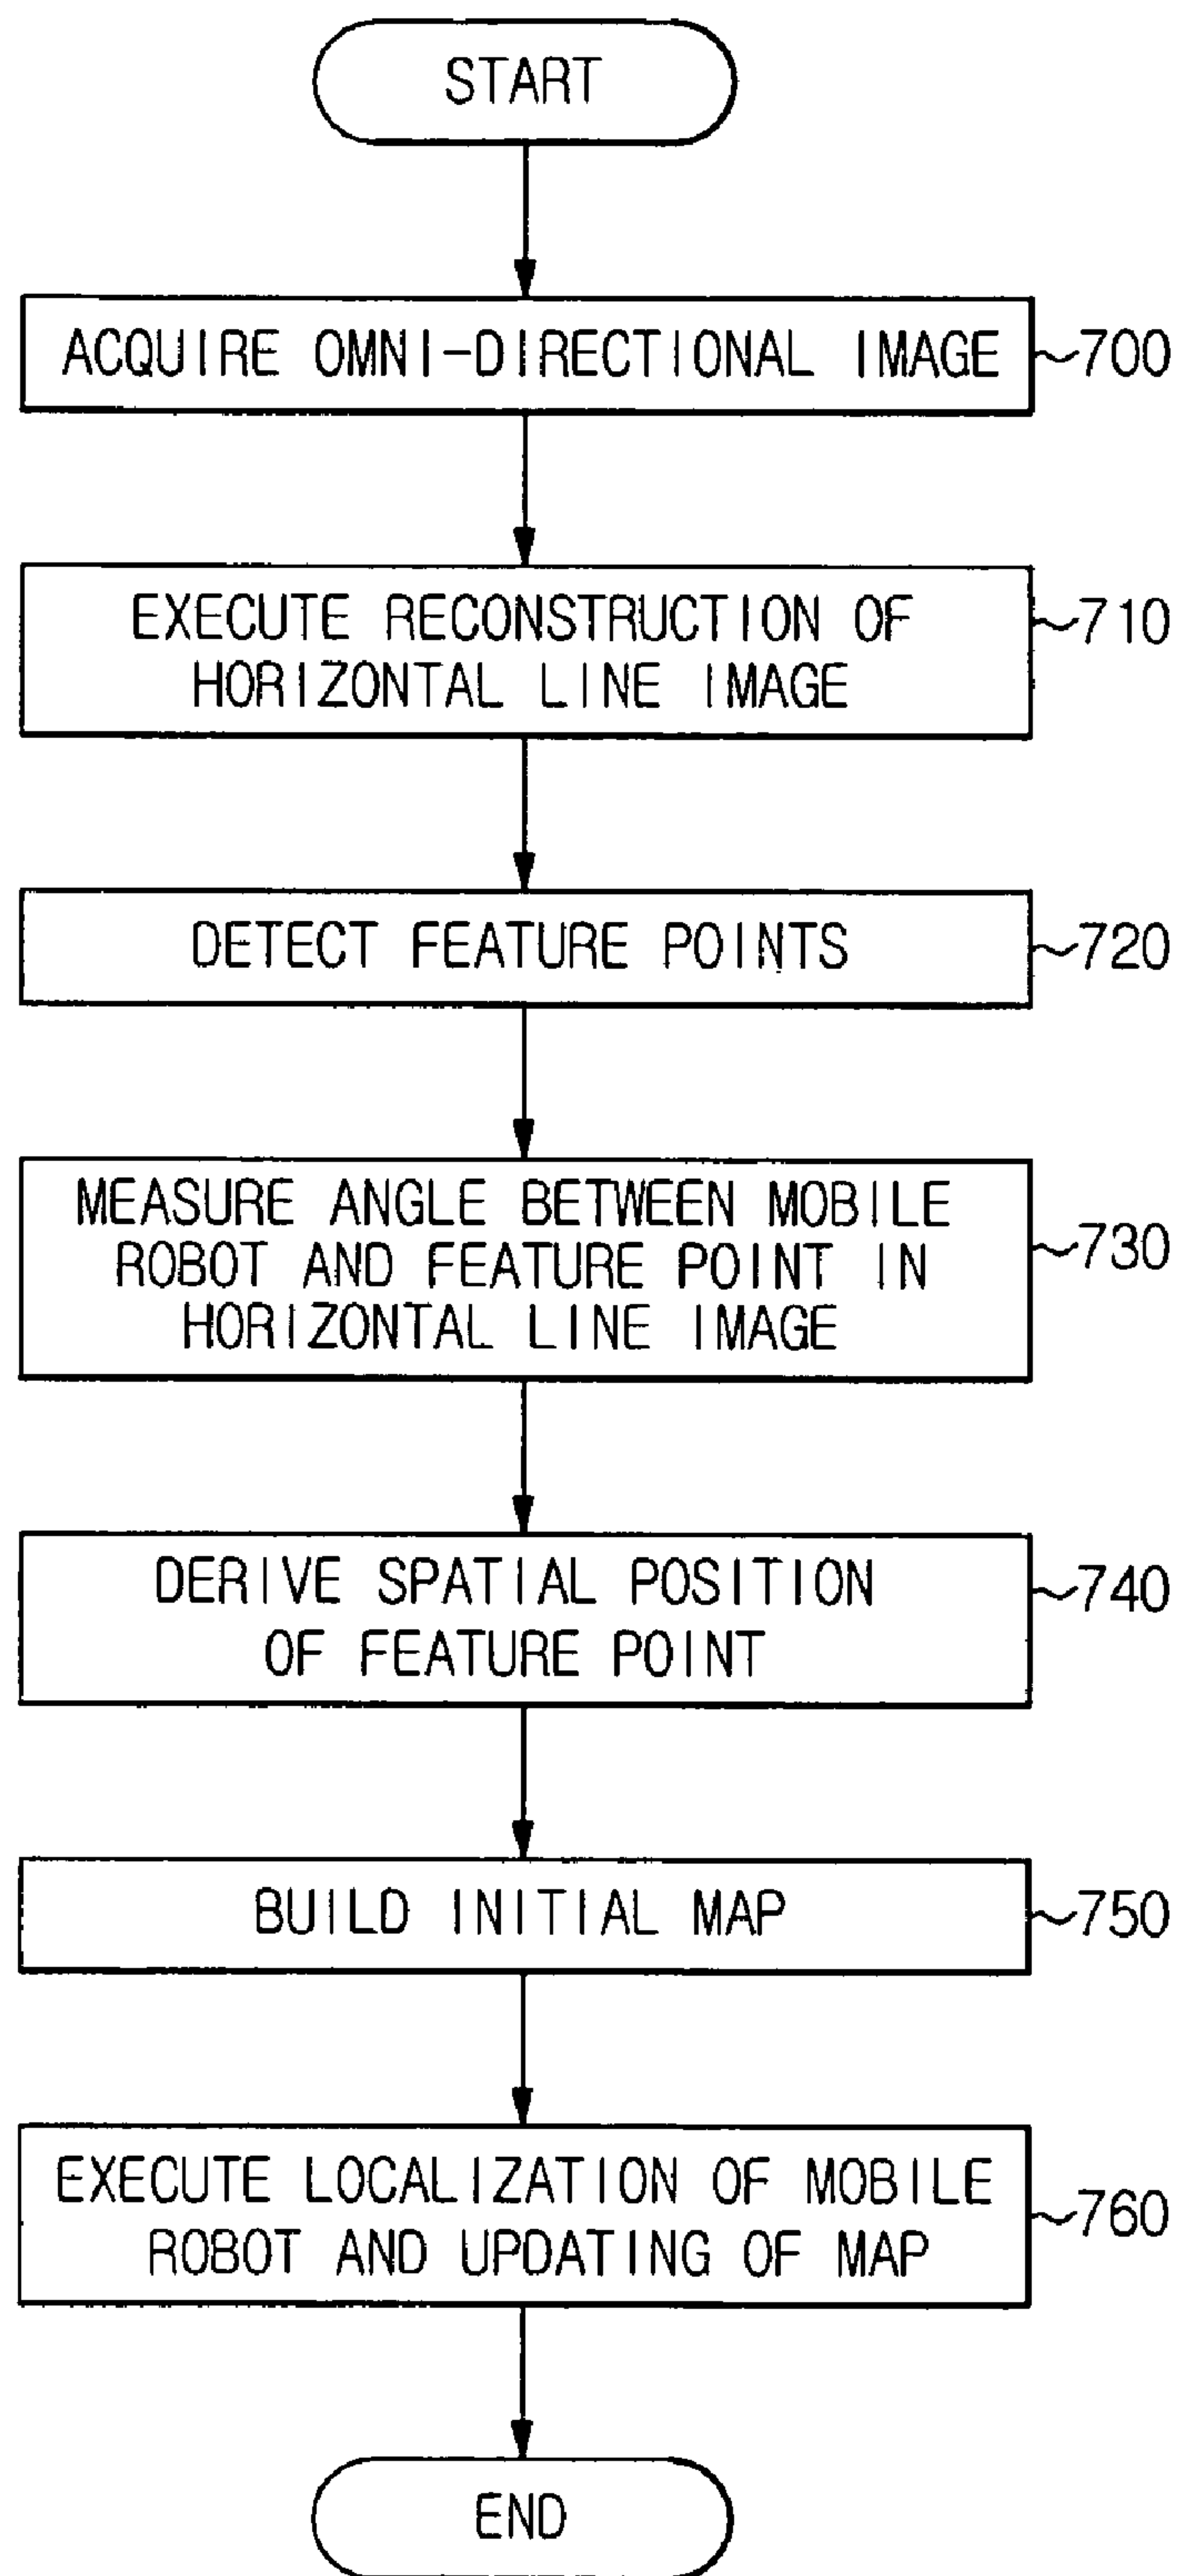 START
ACQUIRE OMNI-DIRECTIONAL IMAGE
~700
EXECUTE RECONSTRUCTION OF
HORIZONTAL LINE IMAGE
~710
DETECT FEATURE POINTS
~720
MEASURE ANGLE BETWEEN MOBILE
ROBOT AND FEATURE POINT IN
HORIZONTAL LINE IMAGE
~730
DERIVE SPATIAL POSITION
OF FEATURE POINT
~740
BUILD INITIAL MAP
~750
EXECUTE LOCALIZATION OF MOBILE
ROBOT AND UPDATING OF MAP
~760
END